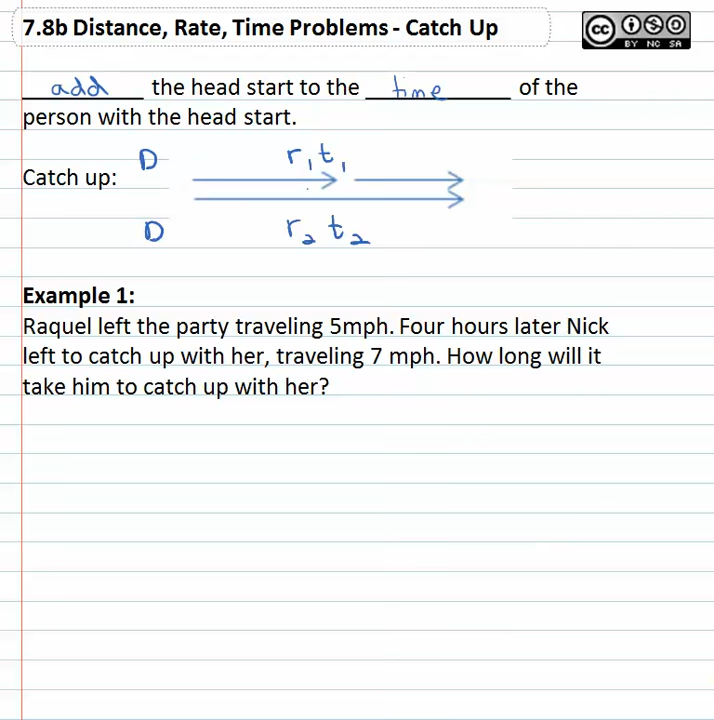 7.8b Distance, Rate, Time Problems - Catch Up
cc BY NC SA
add the head start to the time of the
person with the head start.
D r₁t₁
Catch up:
D r₂ t₂
Example 1:
Raquel left the party traveling 5mph. Four hours later Nick
left to catch up with her, traveling 7 mph. How long will it
take him to catch up with her?